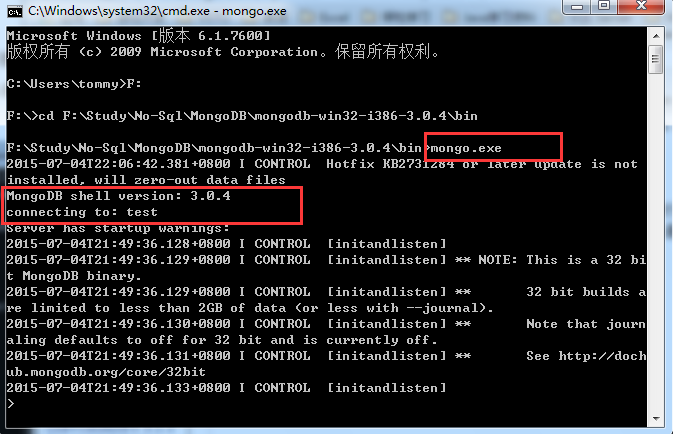 C:\Windows\system32\cmd.exe - mongo.exe
Microsoft Windows [版本 6.1.7600]
版权所有 (c) 2009 Microsoft Corporation。保留所有权利。
C:\Users\tommy>F:
F:\>cd F:\Study\No-Sql\MongoDB\mongodb-win32-i386-3.0.4\bin
F:\Study\No-Sql\MongoDB\mongodb-win32-i386-3.0.4\bin>mongo.exe
2015-07-04T22:06:42.381+0800 I CONTROL  Hotfix KB2731284 or later update is not
installed, will zero-out data files
MongoDB shell version: 3.0.4
connecting to: test
Server has startup warnings:
2015-07-04T21:49:36.128+0800 I CONTROL  [initandlisten]
2015-07-04T21:49:36.129+0800 I CONTROL  [initandlisten] ** NOTE: This is a 32 bi
t MongoDB binary.
2015-07-04T21:49:36.129+0800 I CONTROL  [initandlisten] **       32 bit builds a
re limited to less than 2GB of data (or less with --journal).
2015-07-04T21:49:36.130+0800 I CONTROL  [initandlisten] **       Note that journ
aling defaults to off for 32 bit and is currently off.
2015-07-04T21:49:36.131+0800 I CONTROL  [initandlisten] **       See http://doch
ub.mongodb.org/core/32bit
2015-07-04T21:49:36.133+0800 I CONTROL  [initandlisten]
>